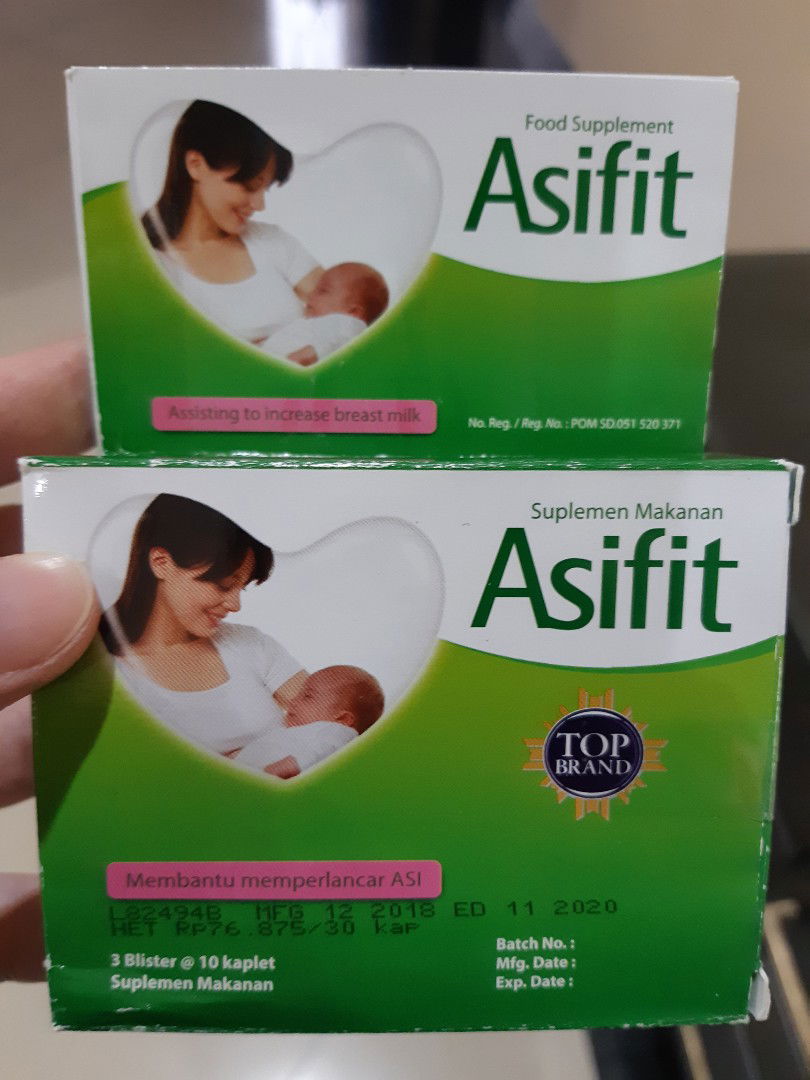 Food Supplement
Asifit
Assisting to increase breast milk
No. Reg. / Reg. No. : POM SD.051 520 371
Suplemen Makanan
Asifit
TOP
BRAND
Membantu memperlancar ASI
L82494B MFG 12 2018 ED 11 2020
HET Rp76.875/30 kap
3 Blister @ 10 kaplet
Suplemen Makanan
Batch No. :
Mfg. Date :
Exp. Date :